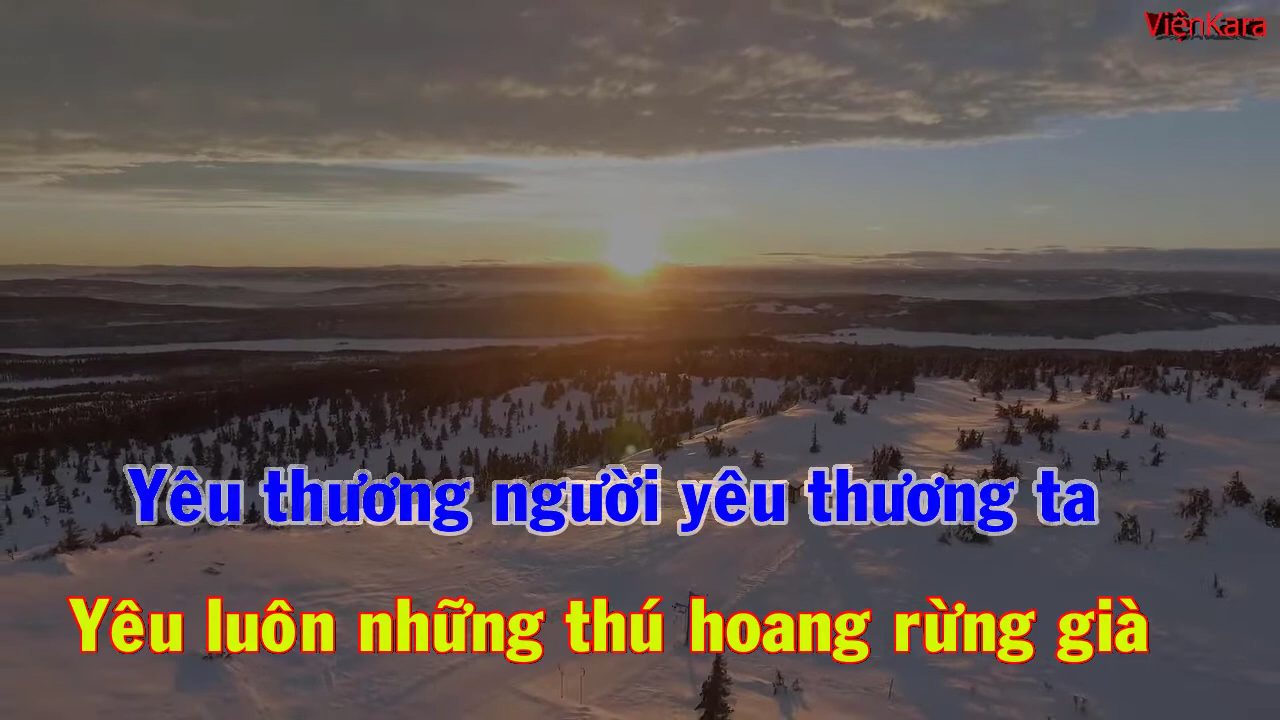 ViệnKara
Yêu thương người yêu thương ta
Yêu luôn những thú hoang rừng già